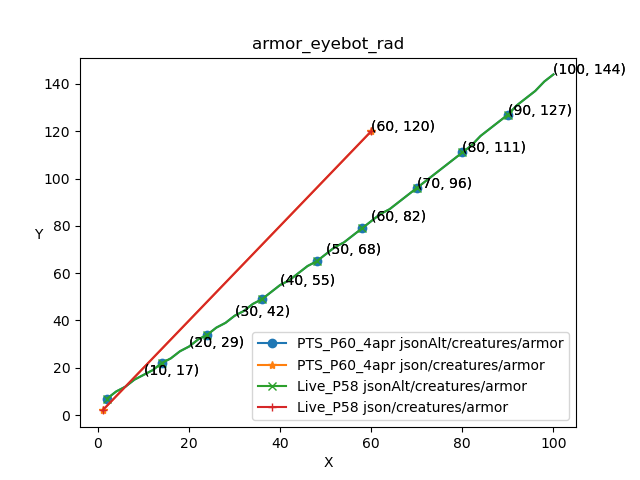 armor_eyebot_rad
140
120
100
80
60
40
20
0
Y
(100, 144)
(90, 127)
(60, 120)
(80, 111)
(70, 96)
(60, 82)
(50, 68)
(40, 55)
(30, 42)
(20, 29)
(10, 17)
PTS_P60_4apr jsonAlt/creatures/armor
PTS_P60_4apr json/creatures/armor
Live_P58 jsonAlt/creatures/armor
Live_P58 json/creatures/armor
0 20 40 60 80 100
X